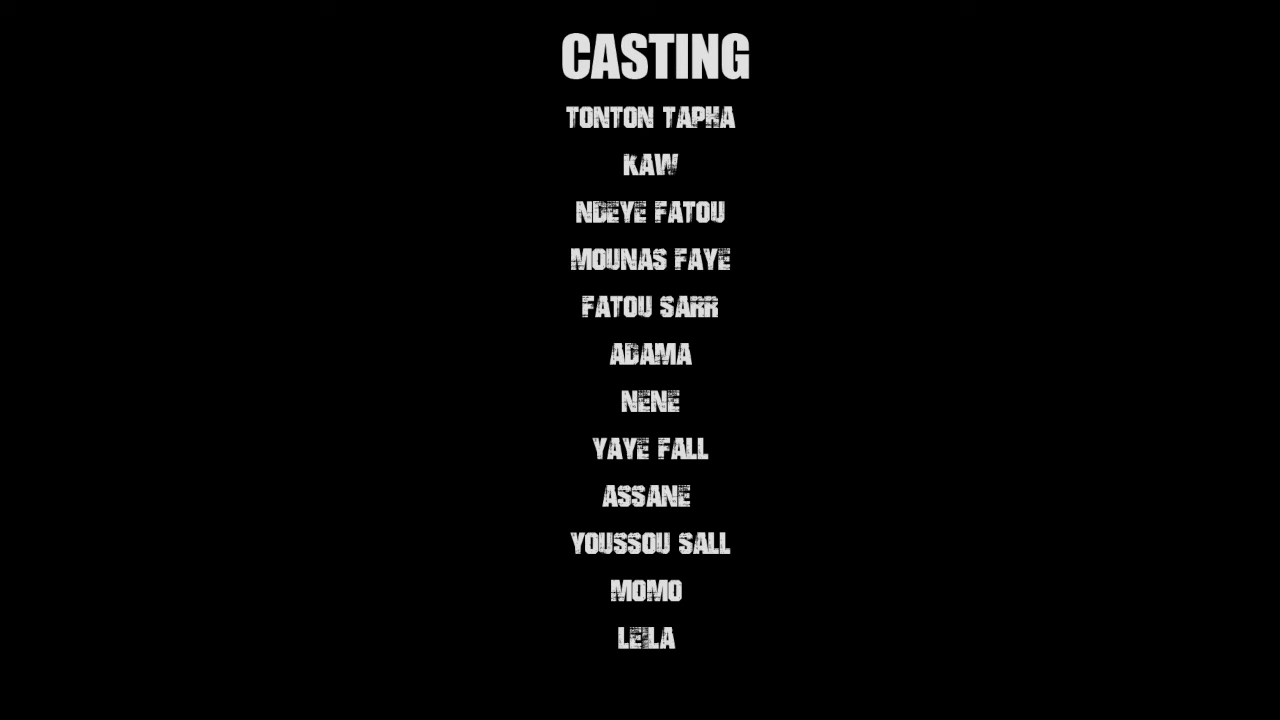 CASTING
TONTON TAPHA
KAW
NDEYE FATOU
MOUNAS FAYE
FATOU SARR
ADAMA
NENE
YAYE FALL
ASSANE
YOUSSOU SALL
MOMO
LEILA